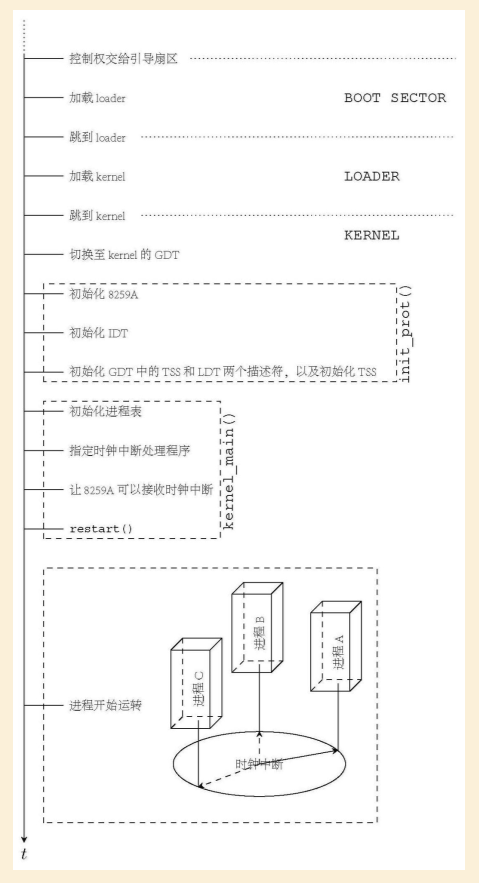 控制权交给引导扇区
加载 loader
BOOT SECTOR
跳到 loader
加载 kernel
LOADER
跳到 kernel
KERNEL
切换至 kernel 的 GDT
初始化 8259A
初始化 IDT
初始化 GDT 中的 TSS 和 LDT 两个描述符，以及初始化 TSS
init_prot()
初始化进程表
指定时钟中断处理程序
让 8259A 可以接收时钟中断
restart()
kernel_main()
进程 B
进程 A
进程 C
进程开始运转
时钟中断
t